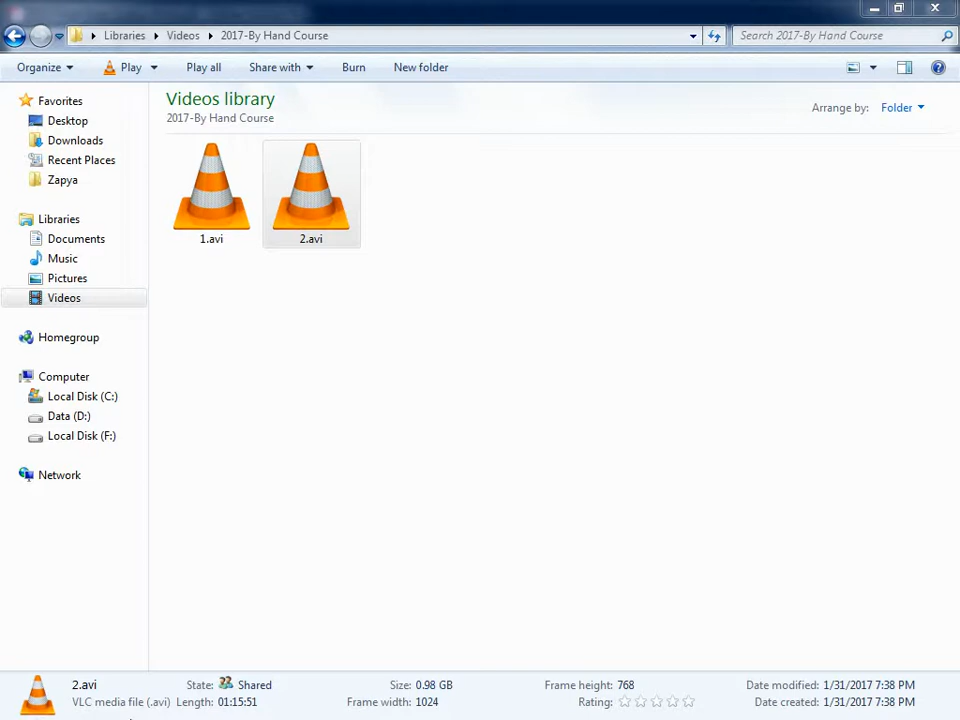 Libraries Videos 2017-By Hand Course Search 2017-By Hand Course
Organize Play Play all Share with Burn New folder
Favorites
Desktop
Downloads
Recent Places
Zapya
Libraries
Documents
Music
Pictures
Videos
Homegroup
Computer
Local Disk (C:)
Data (D:)
Local Disk (F:)
Network
Videos library
2017-By Hand Course
Arrange by: Folder
1.avi
2.avi
2.avi State: Shared Size: 0.98 GB Frame height: 768 Date modified: 1/31/2017 7:38 PM
VLC media file (.avi) Length: 01:15:51 Frame width: 1024 Rating: Date created: 1/31/2017 7:38 PM